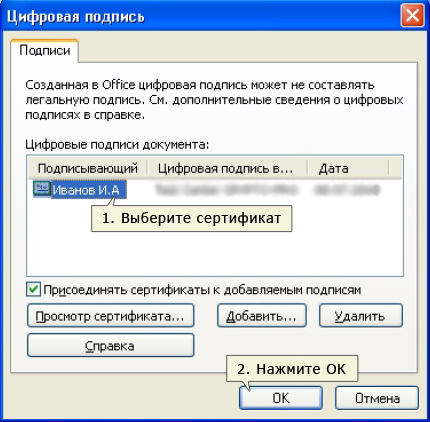 Цифровая подпись
Подписи
Созданная в Office цифровая подпись может не составлять
легальную подпись. См. дополнительные сведения о цифровых
подписях в справке.
Цифровые подписи документа:
Подписывающий Цифровая подпись в... Дата
Иванов И.А
1. Выберите сертификат
Присоединять сертификаты к добавляемым подписям
Просмотр сертификата... Добавить... Удалить
Справка
2. Нажмите ОК
ОК Отмена